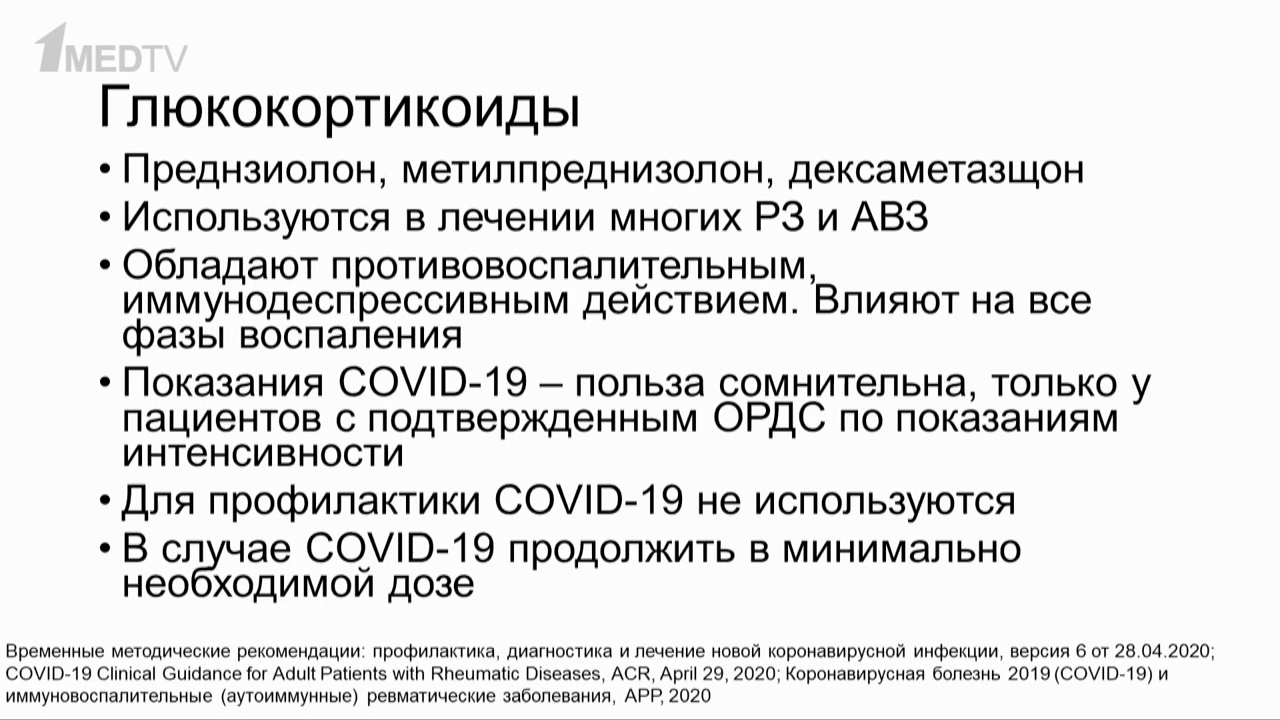 1MEDTV
Глюкокортикоиды
• Преднзиолон, метилпреднизолон, дексаметазщон
• Используются в лечении многих РЗ и АВЗ
• Обладают противовоспалительным,
иммунодеспрессивным действием. Влияют на все
фазы воспаления
• Показания COVID-19 – польза сомнительна, только у
пациентов с подтвержденным ОРДС по показаниям
интенсивности
• Для профилактики COVID-19 не используются
• В случае COVID-19 продолжить в минимально
необходимой дозе
Временные методические рекомендации: профилактика, диагностика и лечение новой коронавирусной инфекции, версия 6 от 28.04.2020;
COVID-19 Clinical Guidance for Adult Patients with Rheumatic Diseases, ACR, April 29, 2020; Коронавирусная болезнь 2019 (COVID-19) и
иммуновоспалительные (аутоиммунные) ревматические заболевания, АРР, 2020